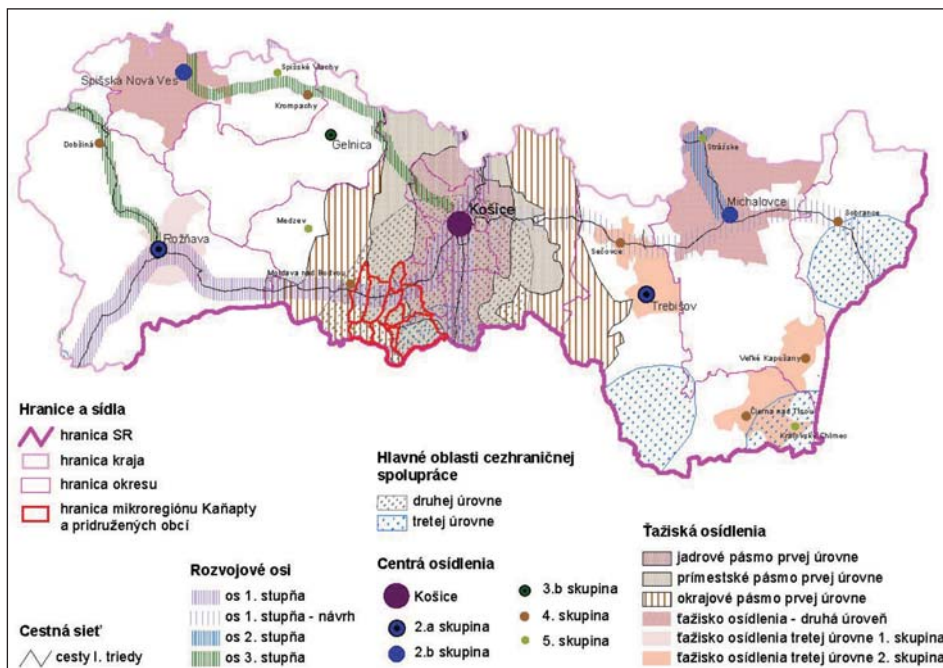 Spišská Nová Ves
Spišské Vlachy
Krompachy
Gelnica
Dobšiná
Rožňava
Medzev
Moldava nad Bodvou
Košice
Strážske
Michalovce
Sobrance
Sečovce
Trebišov
Veľké Kapušany
Čierna nad Tisou
Kráľovský Chlmec
Hranice a sídla
hranica SR
hranica kraja
hranica okresu
hranica mikroregiónu Kaňapty
a pridružených obcí
Cestná sieť
cesty I. triedy
Rozvojové osi
os 1. stupňa
os 1. stupňa - návrh
os 2. stupňa
os 3. stupňa
Hlavné oblasti cezhraničnej
spolupráce
druhej úrovne
tretej úrovne
Centrá osídlenia
Košice
2.a skupina
2.b skupina
3.b skupina
4. skupina
5. skupina
Ťažiská osídlenia
jadrové pásmo prvej úrovne
prímestské pásmo prvej úrovne
okrajové pásmo prvej úrovne
ťažisko osídlenia - druhá úroveň
ťažisko osídlenia tretej úrovne 1. skupina
ťažisko osídlenia tretej úrovne 2. skupina